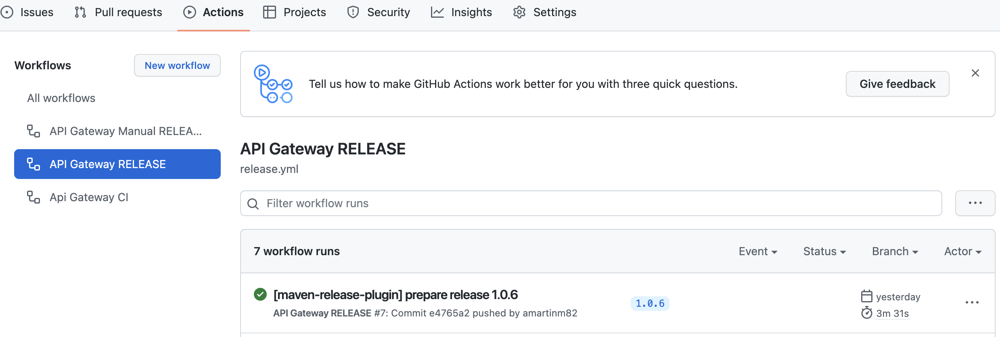 Issues Pull requests Actions Projects Security Insights Settings
Workflows
New workflow
All workflows
API Gateway Manual RELEA...
API Gateway RELEASE
Api Gateway CI
Tell us how to make GitHub Actions work better for you with three quick questions.
Give feedback
API Gateway RELEASE
release.yml
Filter workflow runs
7 workflow runs
Event Status Branch Actor
[maven-release-plugin] prepare release 1.0.6
API Gateway RELEASE #7: Commit e4765a2 pushed by amartinm82
1.0.6
yesterday
3m 31s